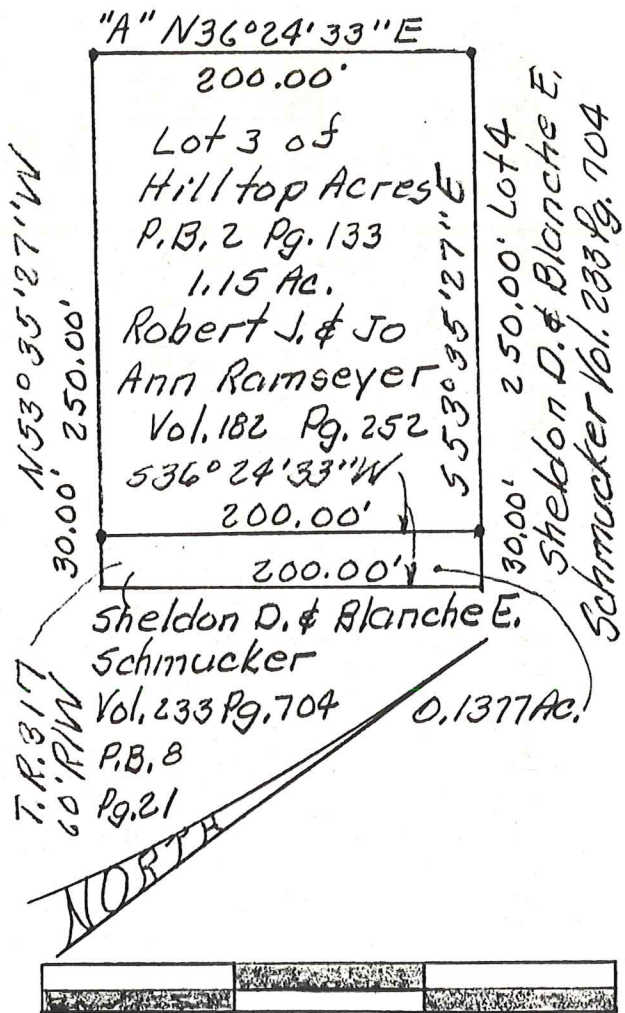 "A" N36°24'33"E
200.00'
Lot 3 of
Hilltop Acres
P.B. 2 Pg. 133
1.15 Ac.
Robert J. & Jo
Ann Ramseyer
Vol. 182 Pg. 252
S36°24'33"W
200.00'
200.00'
N53°35'27"W
30.00' 250.00'
S53°35'27"E
30.00' 250.00' Lot 4
Sheldon D. & Blanche E.
Schmucker Vol. 233 Pg. 704
Sheldon D. & Blanche E.
Schmucker
Vol. 233 Pg. 704
P.B. 8
Pg. 21
0.1377 Ac.
T.R. 317
60' R/W
NORTH